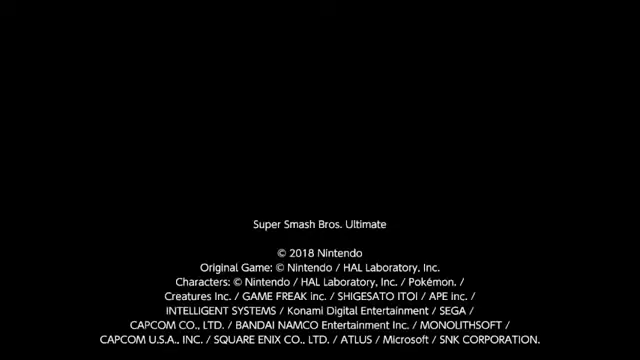 Super Smash Bros. Ultimate
© 2018 Nintendo
Original Game: © Nintendo / HAL Laboratory, Inc.
Characters: © Nintendo / HAL Laboratory, Inc. / Pokémon. /
Creatures Inc. / GAME FREAK inc. / SHIGESATO ITOI / APE inc. /
INTELLIGENT SYSTEMS / Konami Digital Entertainment / SEGA /
CAPCOM CO., LTD. / BANDAI NAMCO Entertainment Inc. / MONOLITHSOFT /
CAPCOM U.S.A., INC. / SQUARE ENIX CO., LTD. / ATLUS / Microsoft / SNK CORPORATION.